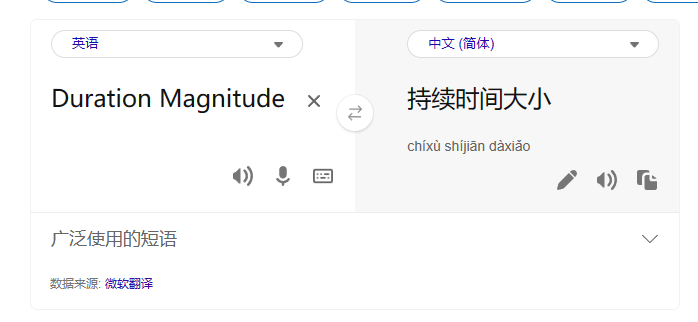 英语
中文 (简体)
Duration Magnitude
持续时间大小
chíxù shíjiān dàxiǎo
广泛使用的短语
数据来源: 微软翻译